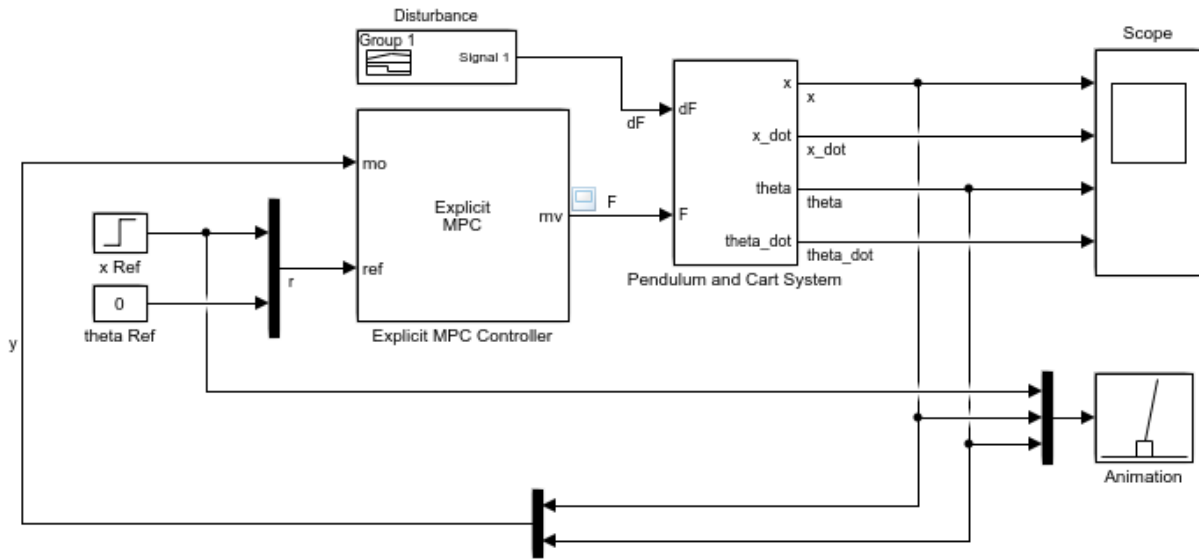 Disturbance
Group 1
Signal 1
Scope
x
x
dF
dF
x_dot
x_dot
mo
Explicit
MPC
mv
F
F
theta
theta
theta_dot
theta_dot
Pendulum and Cart System
x Ref
r
ref
0
theta Ref
Explicit MPC Controller
y
Animation